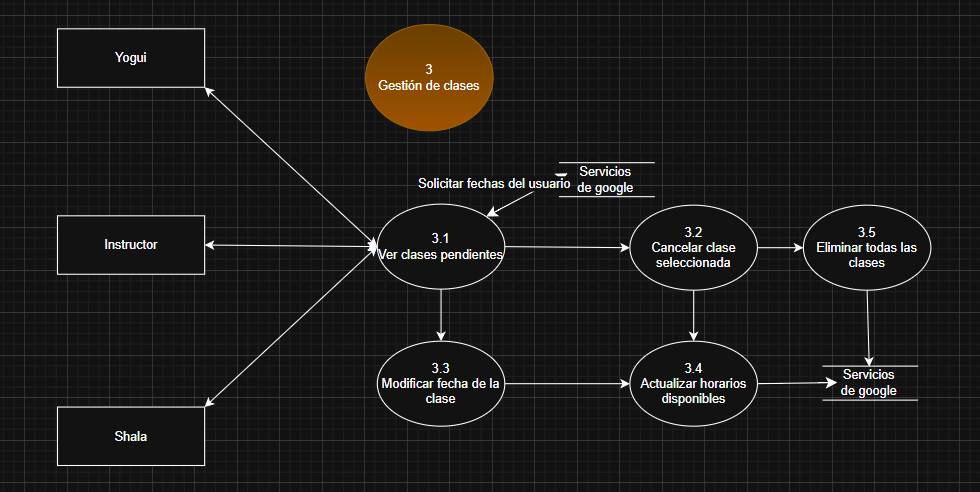 Yogui
3
Gestión de clases
Solicitar fechas del usuario
Servicios
de google
Instructor
3.1
Ver clases pendientes
3.2
Cancelar clase
seleccionada
3.5
Eliminar todas las
clases
3.3
Modificar fecha de la
clase
3.4
Actualizar horarios
disponibles
Servicios
de google
Shala